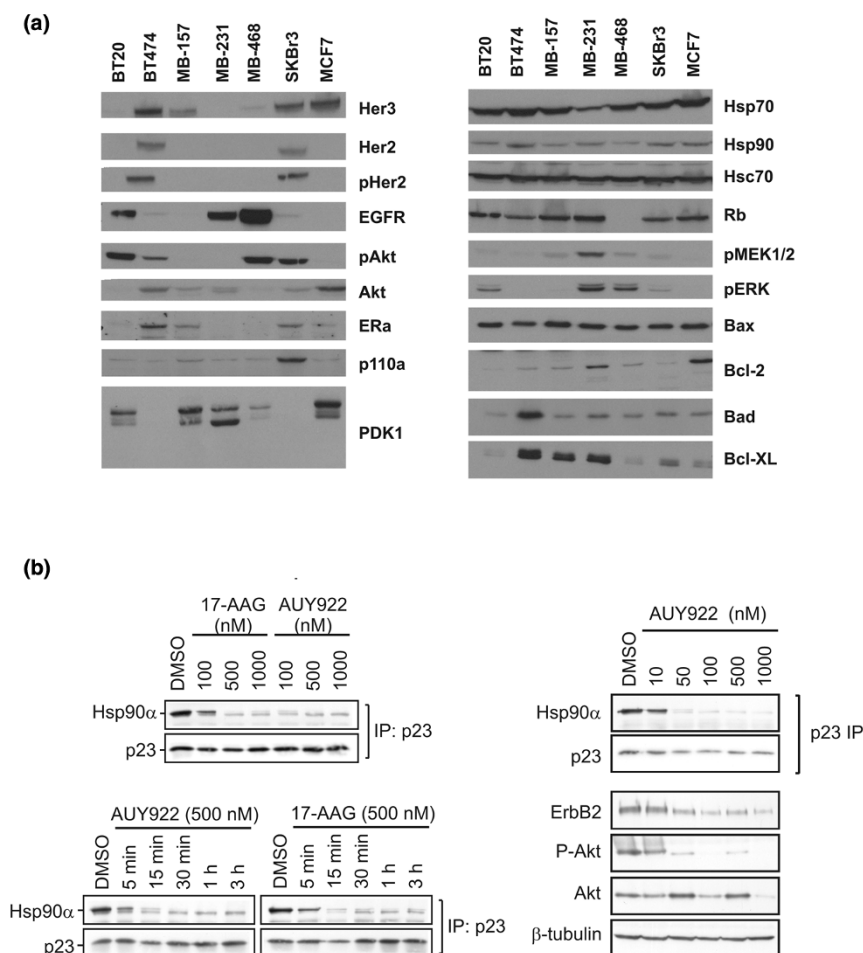 (a)
BT20 BT474 MB-157 MB-231 MB-468 SKBr3 MCF7
Her3
Her2
pHer2
EGFR
pAkt
Akt
ERa
p110a
PDK1
BT20 BT474 MB-157 MB-231 MB-468 SKBr3 MCF7
Hsp70
Hsp90
Hsc70
Rb
pMEK1/2
pERK
Bax
Bcl-2
Bad
Bcl-XL
(b)
17-AAG AUY922
(nM) (nM)
DMSO 100 500 1000 100 500 1000
Hsp90α
p23
IP: p23
AUY922 (500 nM) 17-AAG (500 nM)
DMSO 5 min 15 min 30 min 1 h 3 h DMSO 5 min 15 min 30 min 1 h 3 h
Hsp90α
p23
IP: p23
AUY922 (nM)
DMSO 10 50 100 500 1000
Hsp90α
p23
p23 IP
ErbB2
P-Akt
Akt
β-tubulin